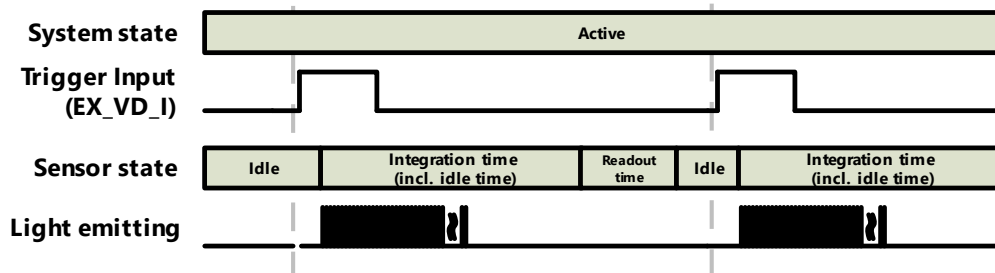 System state
Active
Trigger Input
(EX_VD_I)
Sensor state
Idle
Integration time
(incl. idle time)
Readout
time
Idle
Integration time
(incl. idle time)
Light emitting